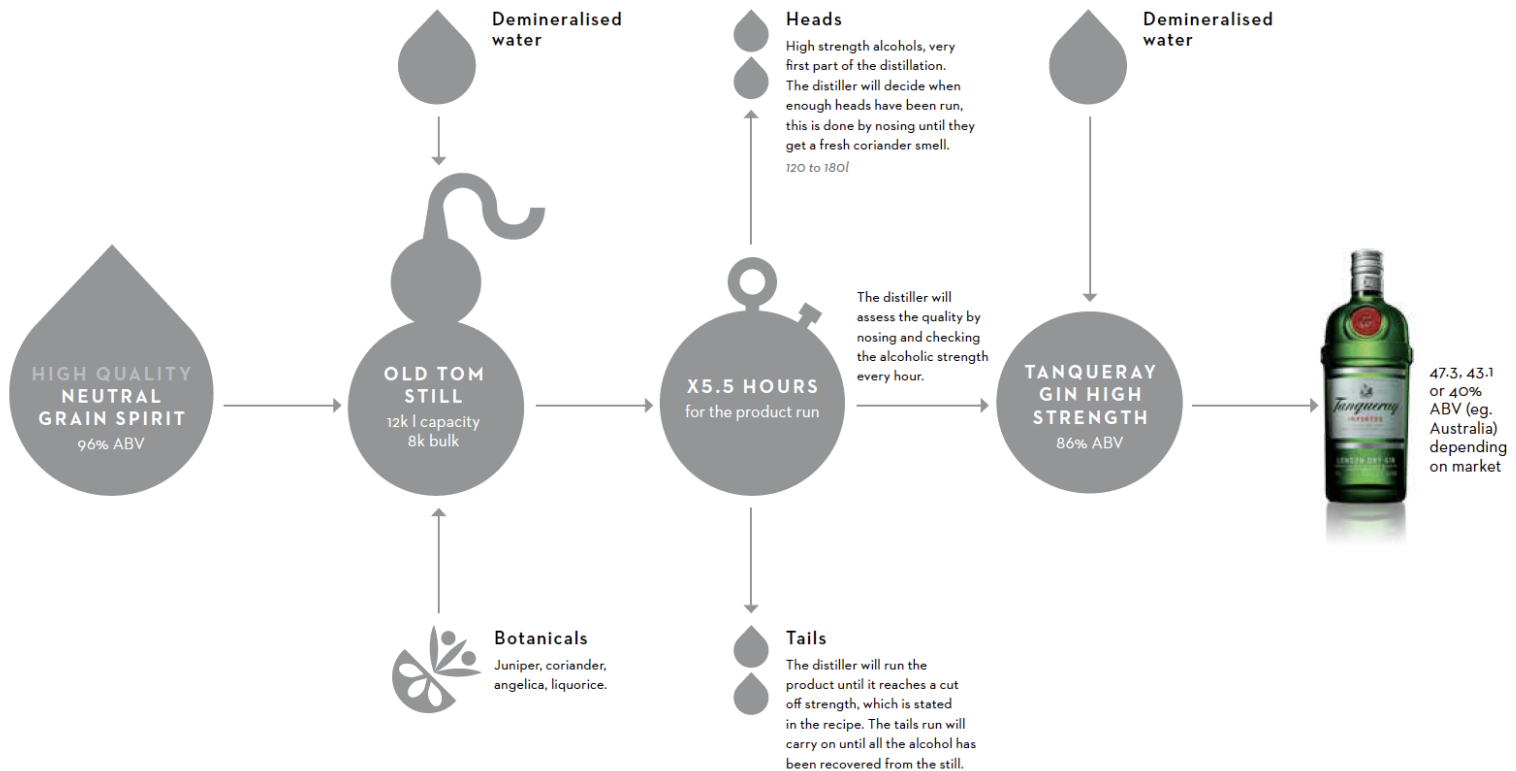 Demineralised
water
Heads
High strength alcohols, very
first part of the distillation.
The distiller will decide when
enough heads have been run,
this is done by nosing until they
get a fresh coriander smell.
120 to 180l
Demineralised
water
HIGH QUALITY
NEUTRAL
GRAIN SPIRIT
96% ABV
OLD TOM
STILL
12k l capacity
8k bulk
X5.5 HOURS
for the product run
The distiller will
assess the quality by
nosing and checking
the alcoholic strength
every hour.
TANQUERAY
GIN HIGH
STRENGTH
86% ABV
Tanqueray
IMPORTED
LONDON DRY GIN
47.3, 43.1
or 40%
ABV (eg.
Australia)
depending
on market
Botanicals
Juniper, coriander,
angelica, liquorice.
Tails
The distiller will run the
product until it reaches a cut
off strength, which is stated
in the recipe. The tails run will
carry on until all the alcohol has
been recovered from the still.